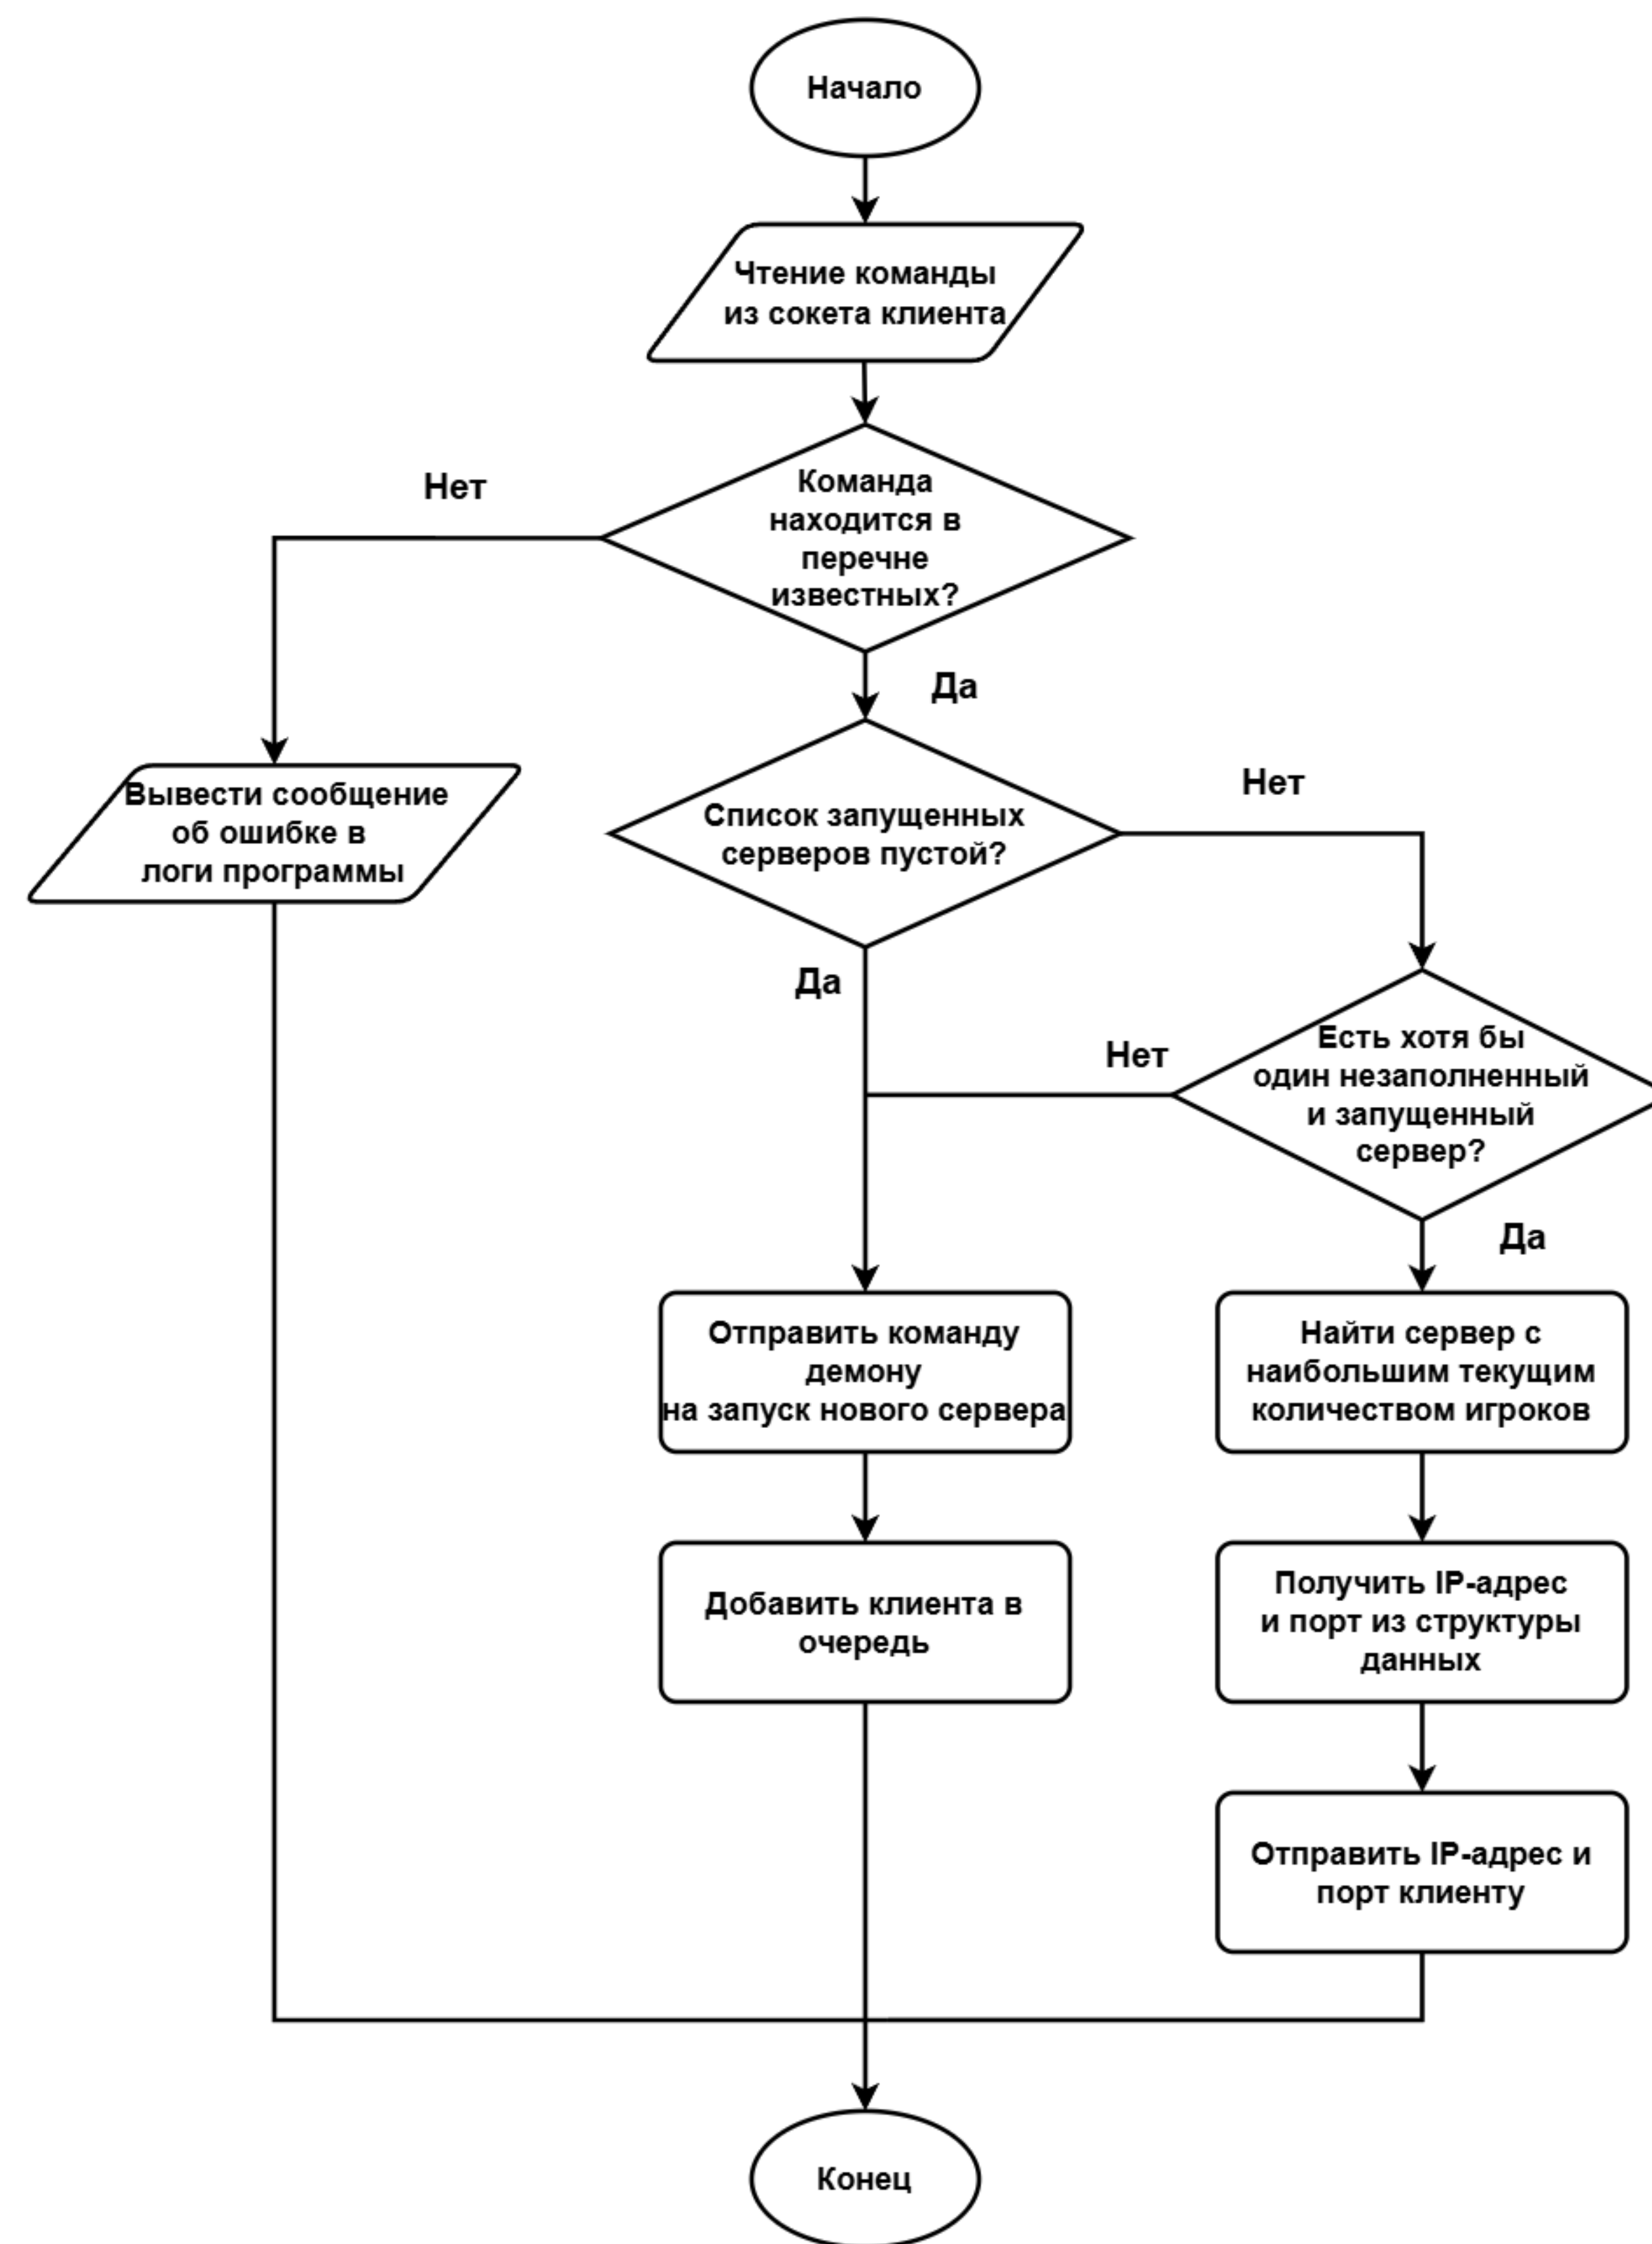 Начало
Чтение команды
из сокета клиента
Команда
находится в
перечне
известных?
Нет
Да
Вывести сообщение
об ошибке в
логи программы
Список запущенных
серверов пустой?
Нет
Да
Есть хотя бы
один незаполненный
и запущенный
сервер?
Нет
Да
Отправить команду
демону
на запуск нового сервера
Найти сервер с
наибольшим текущим
количеством игроков
Добавить клиента в
очередь
Получить IP-адрес
и порт из структуры
данных
Отправить IP-адрес и
порт клиенту
Конец